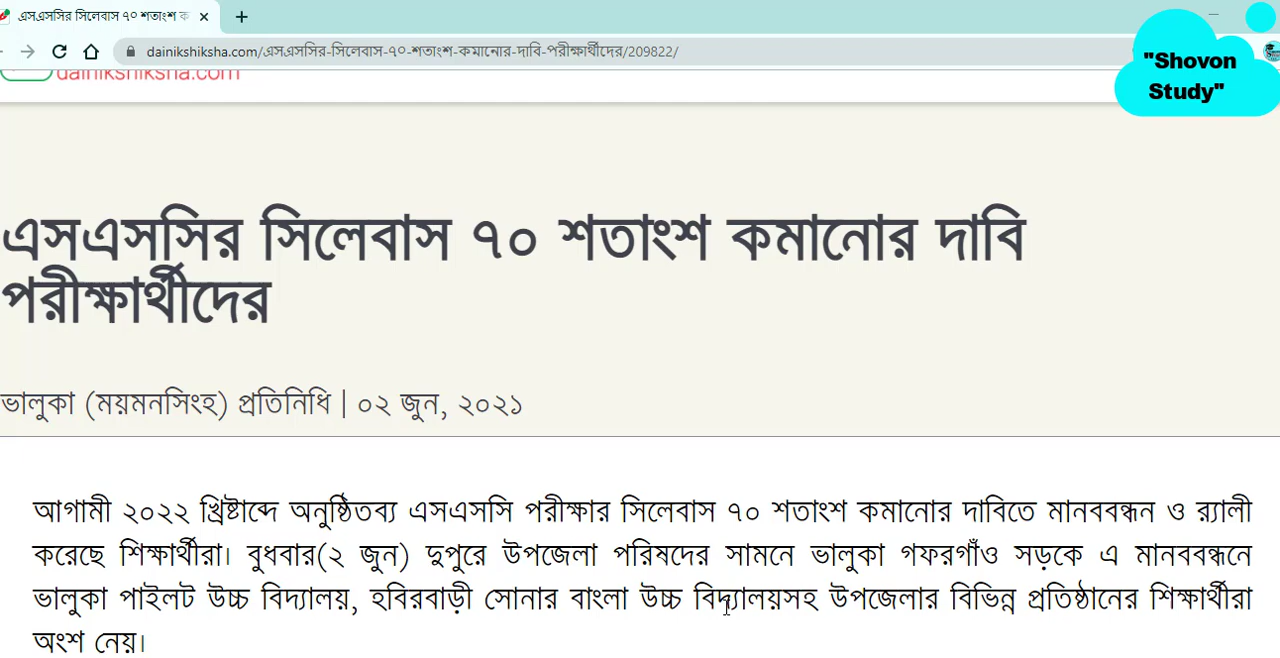 এসএসসির সিলেবাস ৭০ শতাংশ ক
dainikshiksha.com/এসএসসির-সিলেবাস-৭০-শতাংশ-কমানোর-দাবি-পরীক্ষার্থীদের/209822/
"Shovon
Study"
dainikshiksha.com
এসএসসির সিলেবাস ৭০ শতাংশ কমানোর দাবি
পরীক্ষার্থীদের
ভালুকা (ময়মনসিংহ) প্রতিনিধি | ০২ জুন, ২০২১
আগামী ২০২২ খ্রিষ্টাব্দে অনুষ্ঠিতব্য এসএসসি পরীক্ষার সিলেবাস ৭০ শতাংশ কমানোর দাবিতে মানববন্ধন ও র‍্যালী
করেছে শিক্ষার্থীরা। বুধবার(২ জুন) দুপুরে উপজেলা পরিষদের সামনে ভালুকা গফরগাঁও সড়কে এ মানববন্ধনে
ভালুকা পাইলট উচ্চ বিদ্যালয়, হবিরবাড়ী সোনার বাংলা উচ্চ বিদ্যালয়সহ উপজেলার বিভিন্ন প্রতিষ্ঠানের শিক্ষার্থীরা
অংশ নেয়।